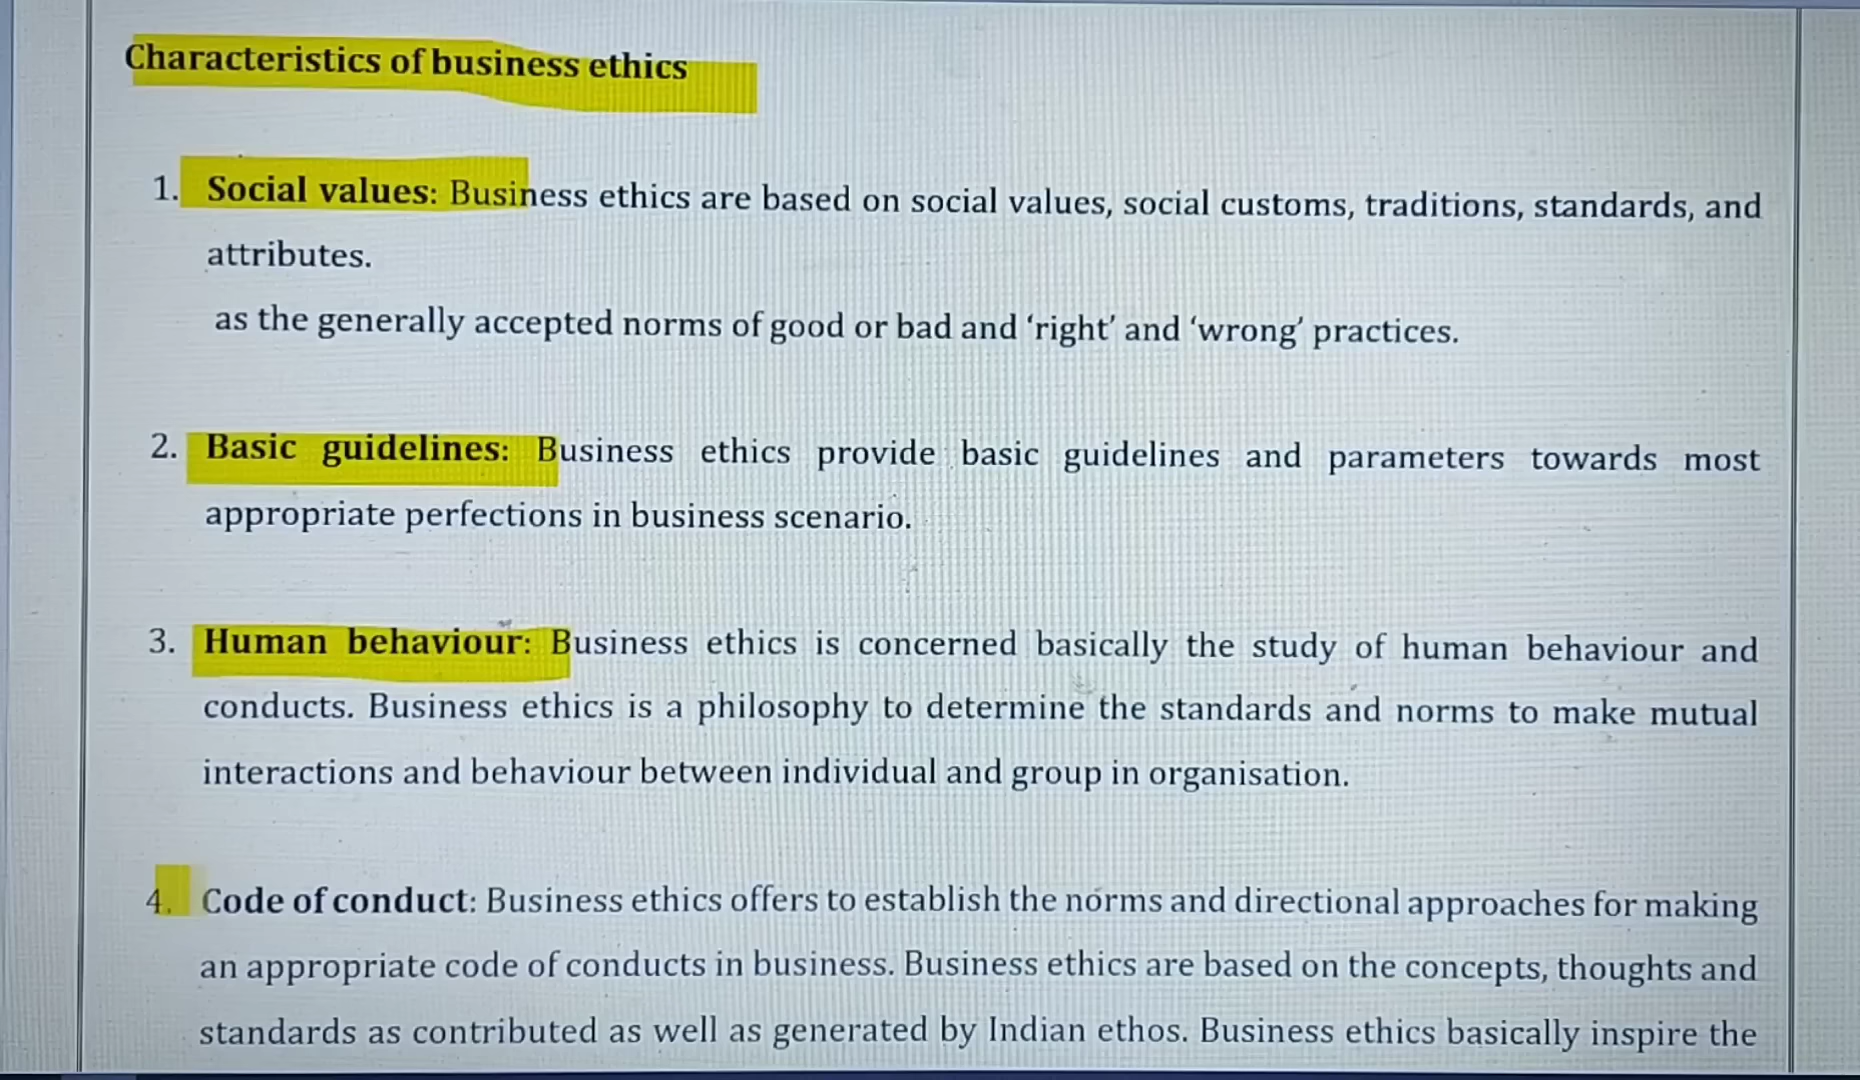 Characteristics of business ethics
1. Social values: Business ethics are based on social values, social customs, traditions, standards, and
attributes.
as the generally accepted norms of good or bad and ‘right’ and ‘wrong’ practices.
2. Basic guidelines: Business ethics provide basic guidelines and parameters towards most
appropriate perfections in business scenario.
3. Human behaviour: Business ethics is concerned basically the study of human behaviour and
conducts. Business ethics is a philosophy to determine the standards and norms to make mutual
interactions and behaviour between individual and group in organisation.
4. Code of conduct: Business ethics offers to establish the norms and directional approaches for making
an appropriate code of conducts in business. Business ethics are based on the concepts, thoughts and
standards as contributed as well as generated by Indian ethos. Business ethics basically inspire the